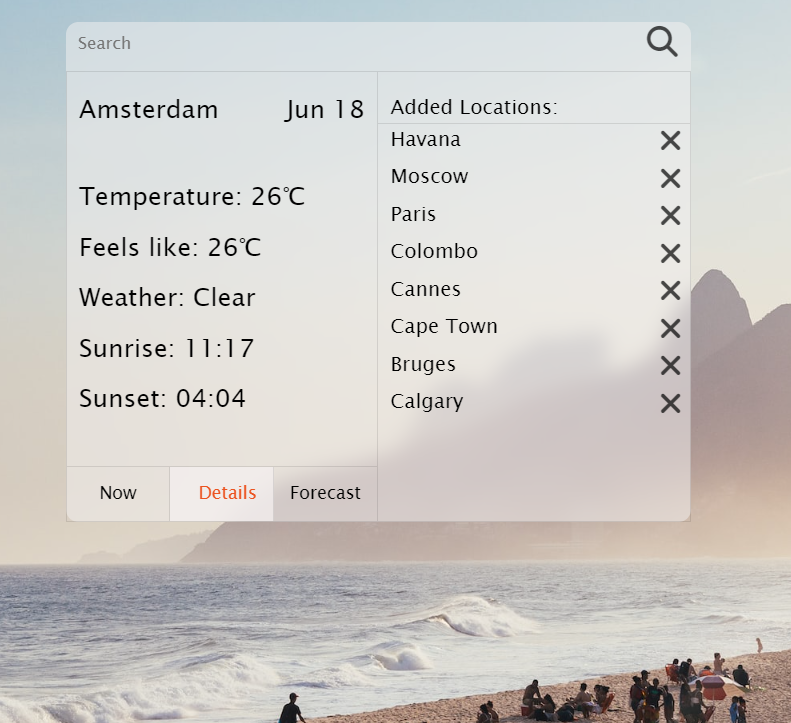 Search
Amsterdam Jun 18
Temperature: 26℃
Feels like: 26℃
Weather: Clear
Sunrise: 11:17
Sunset: 04:04
Now Details Forecast
Added Locations:
Havana
Moscow
Paris
Colombo
Cannes
Cape Town
Bruges
Calgary